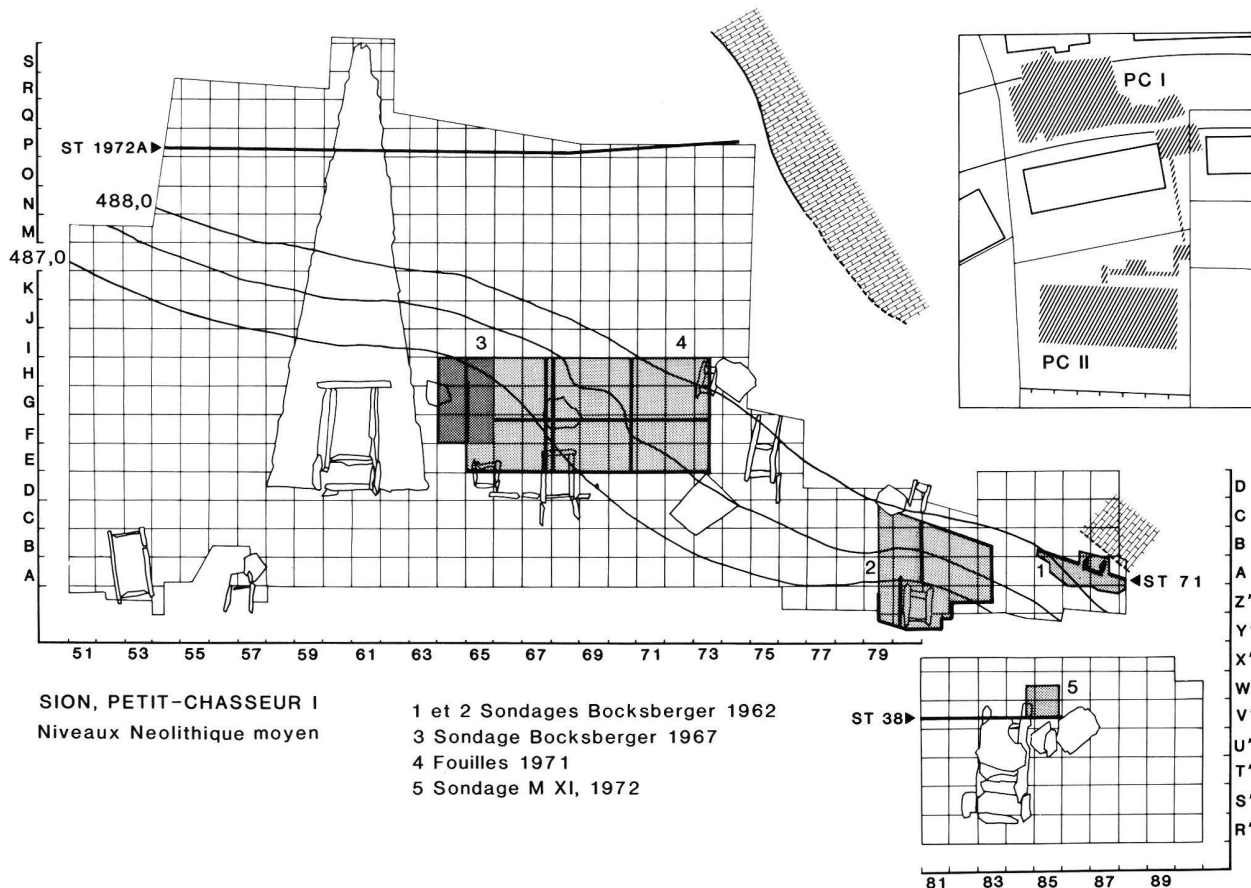 S
R
Q
P
O
N
M
K
J
I
H
G
F
E
D
C
B
A
ST 1972A
488,0
487,0
3
4
2
1
ST 71
PC I
PC II
51 53 55 57 59 61 63 65 67 69 71 73 75 77 79
D
C
B
A
Z'
Y'
X'
W'
V'
U'
T'
S'
R'
5
ST 38
81 83 85 87 89
SION, PETIT-CHASSEUR I
Niveaux Neolithique moyen
1 et 2 Sondages Bocksberger 1962
3 Sondage Bocksberger 1967
4 Fouilles 1971
5 Sondage M XI, 1972